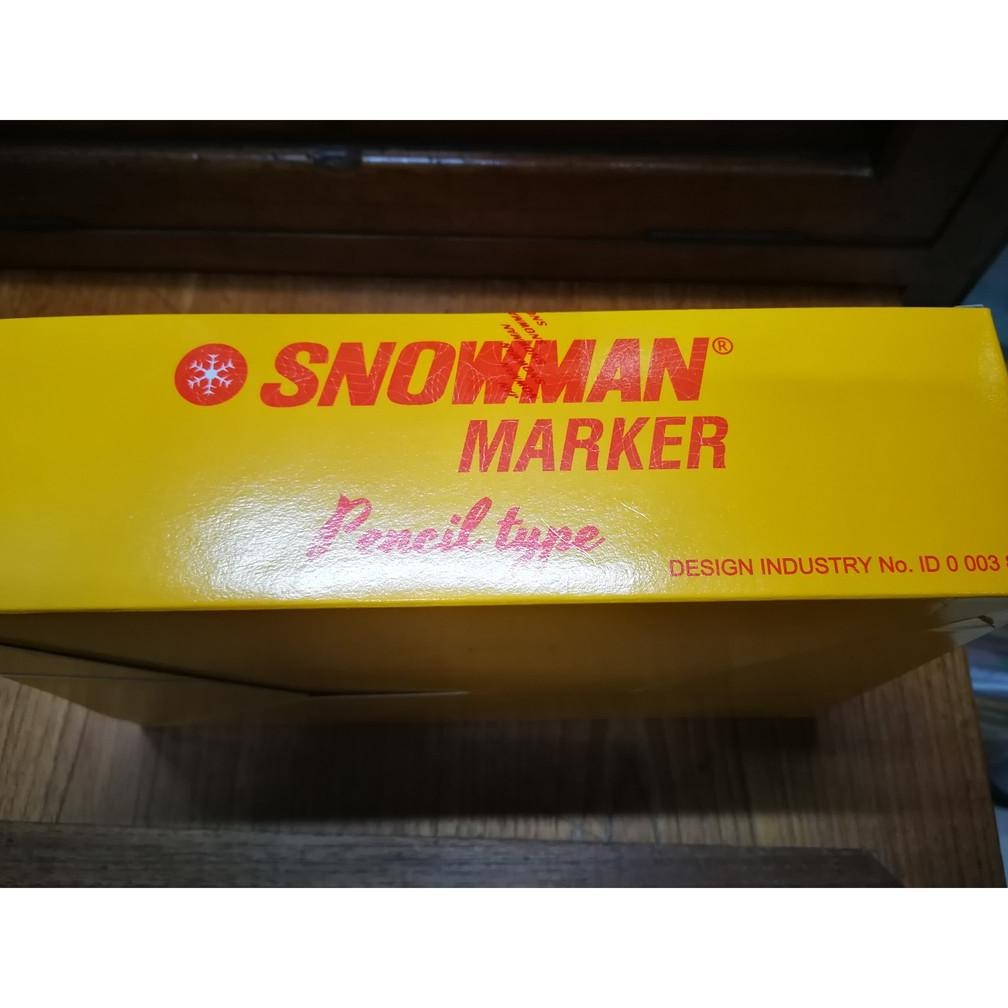 SNOWMAN®
MARKER
Pencil type
DESIGN INDUSTRY No. ID 0 003